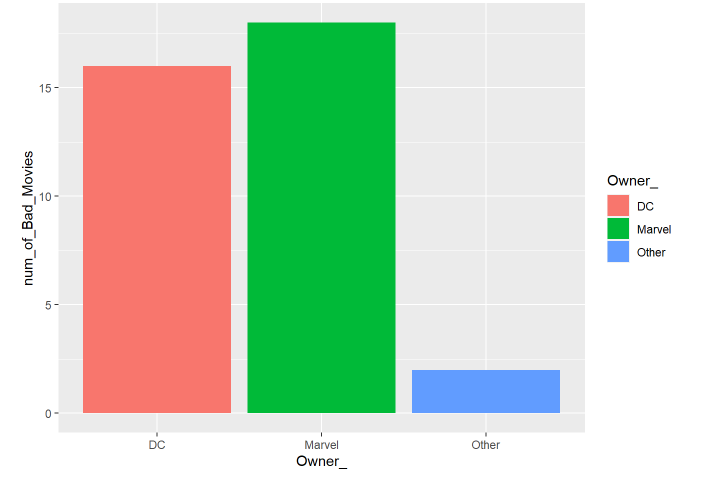 num_of_Bad_Movies
15
10
5
0
DC
Marvel
Other
Owner_
Owner_
DC
Marvel
Other